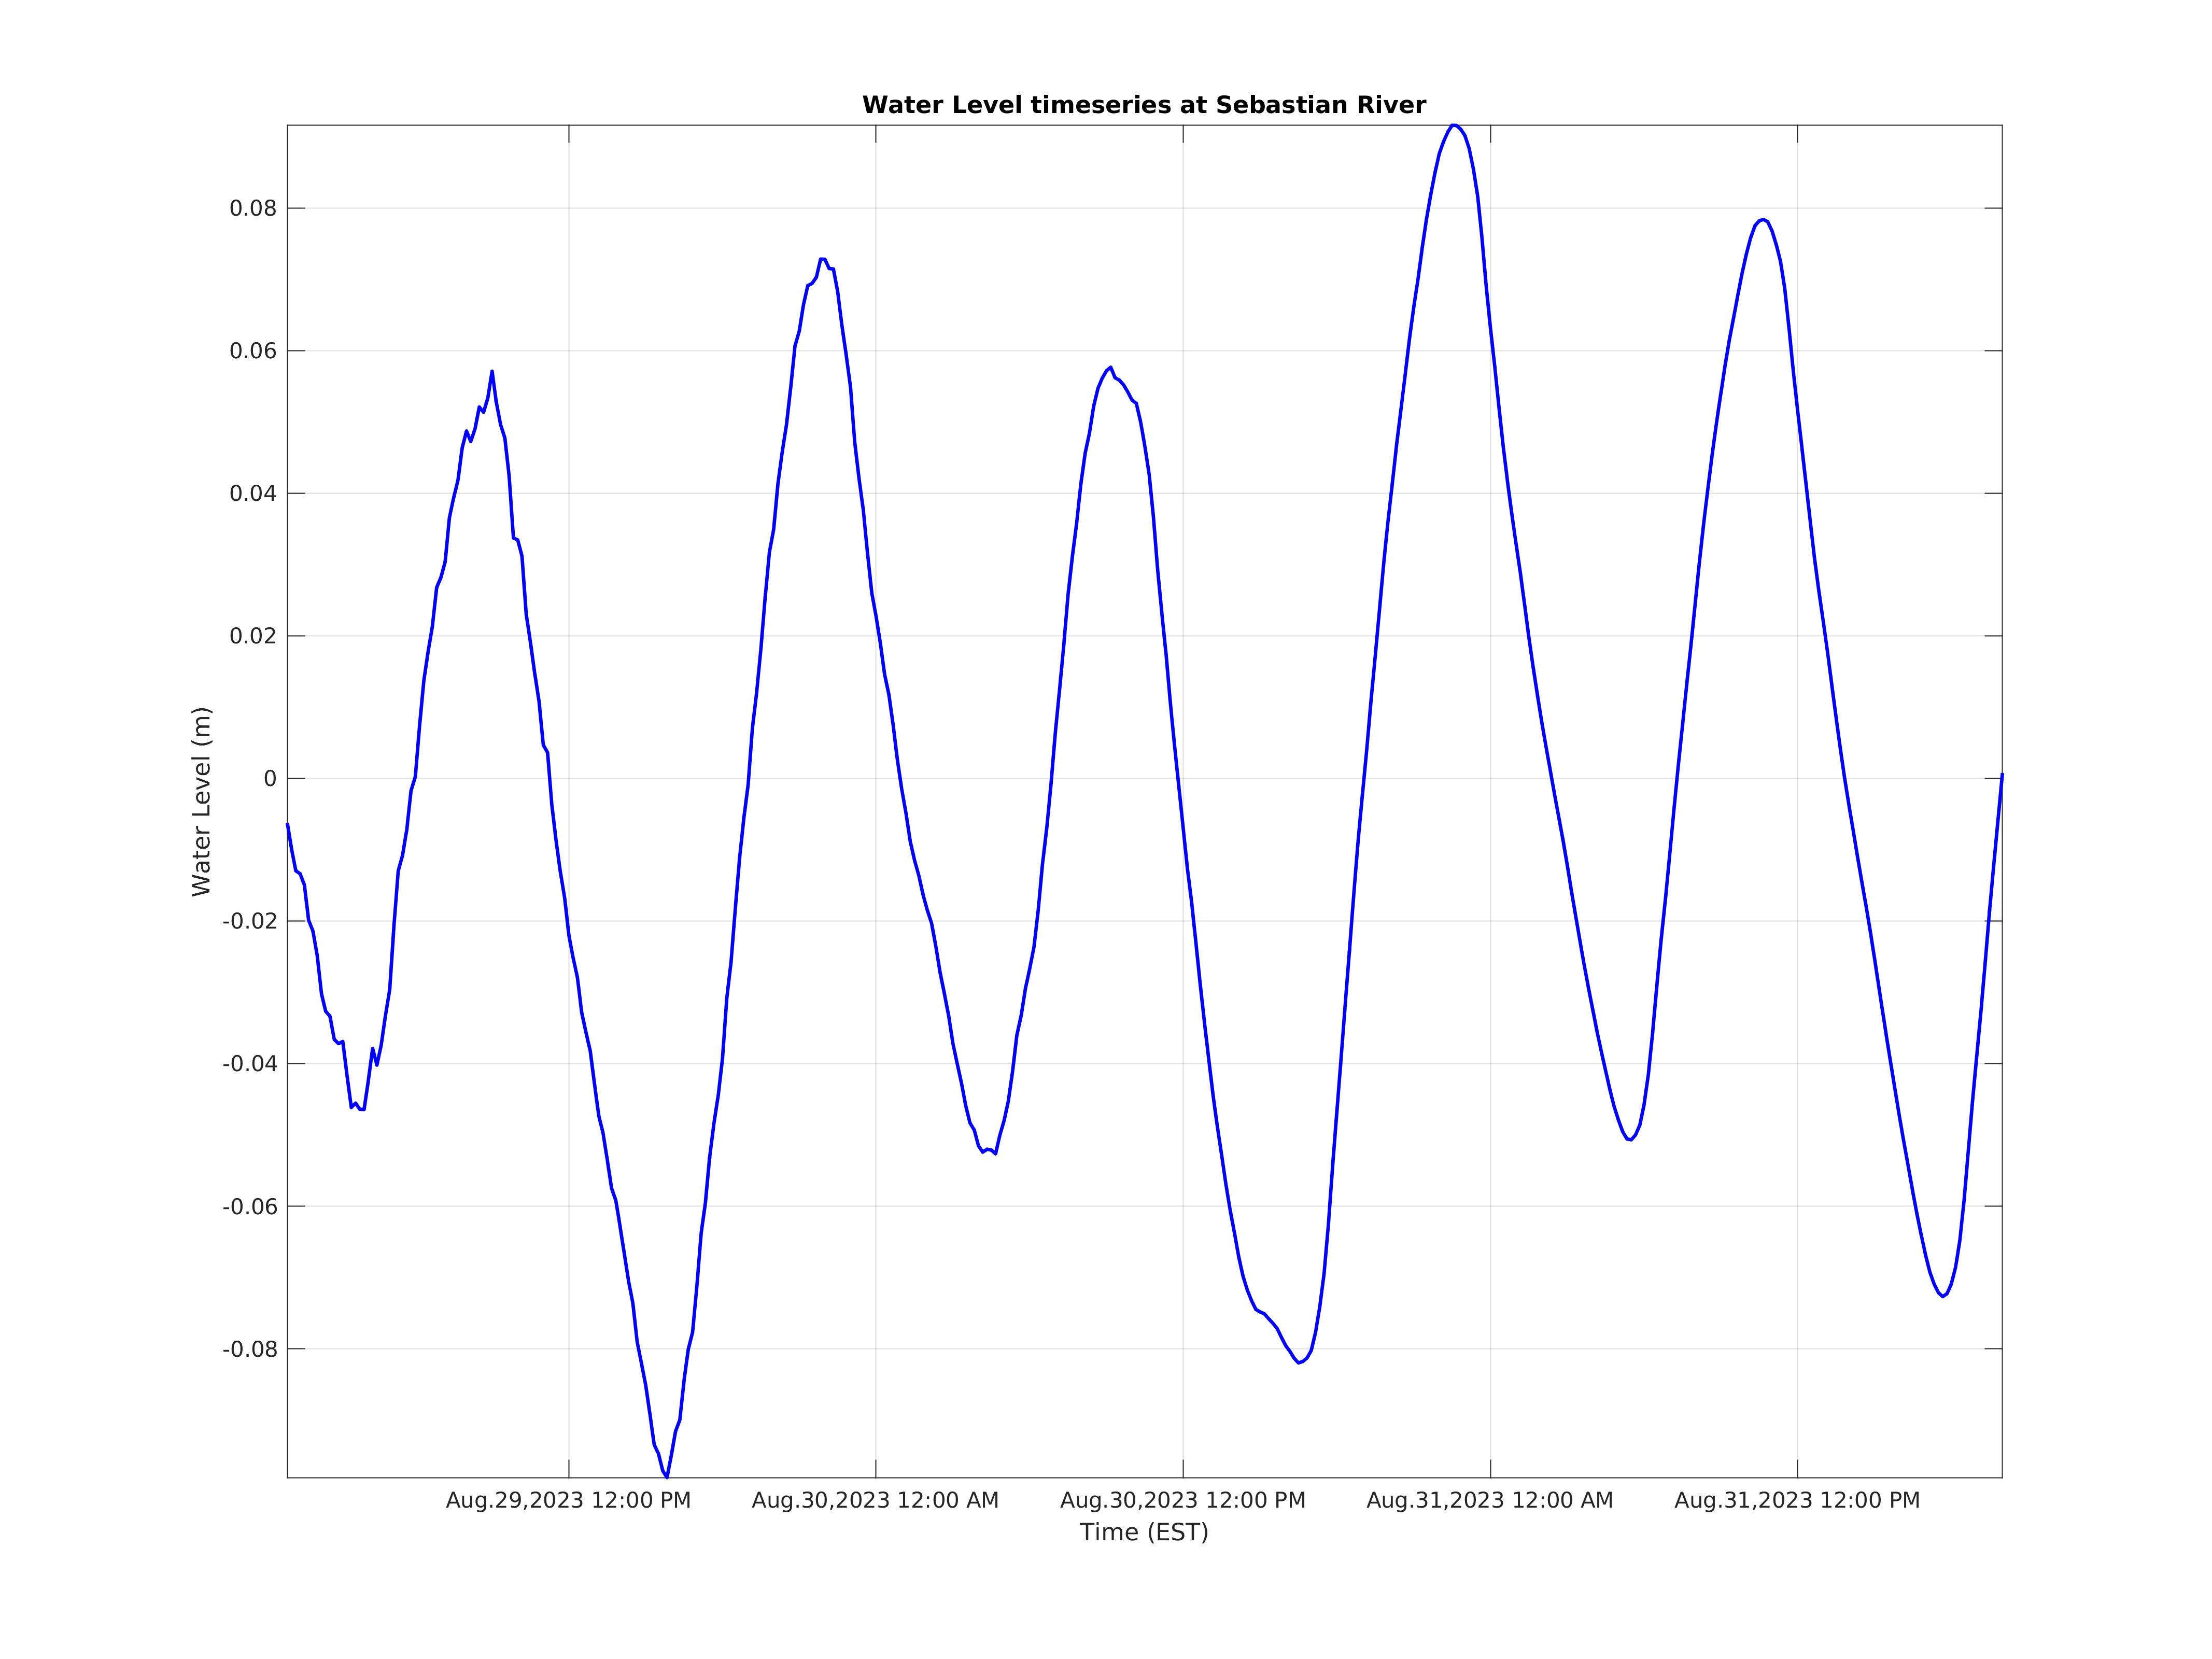 Water Level timeseries at Sebastian River
0.08
0.06
0.04
0.02
0
-0.02
-0.04
-0.06
-0.08
Water Level (m)
Aug.29,2023 12:00 PM
Aug.30,2023 12:00 AM
Aug.30,2023 12:00 PM
Aug.31,2023 12:00 AM
Aug.31,2023 12:00 PM
Time (EST)